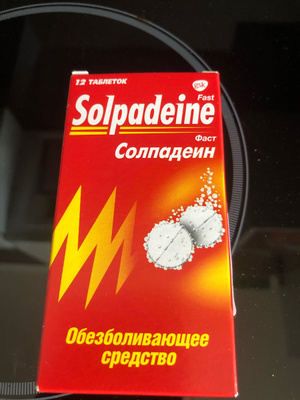 12 ТАБЛЕТОК
Solpadeine
gsk
Fast
Фаст
Солпадеин
Обезболивающее
средство